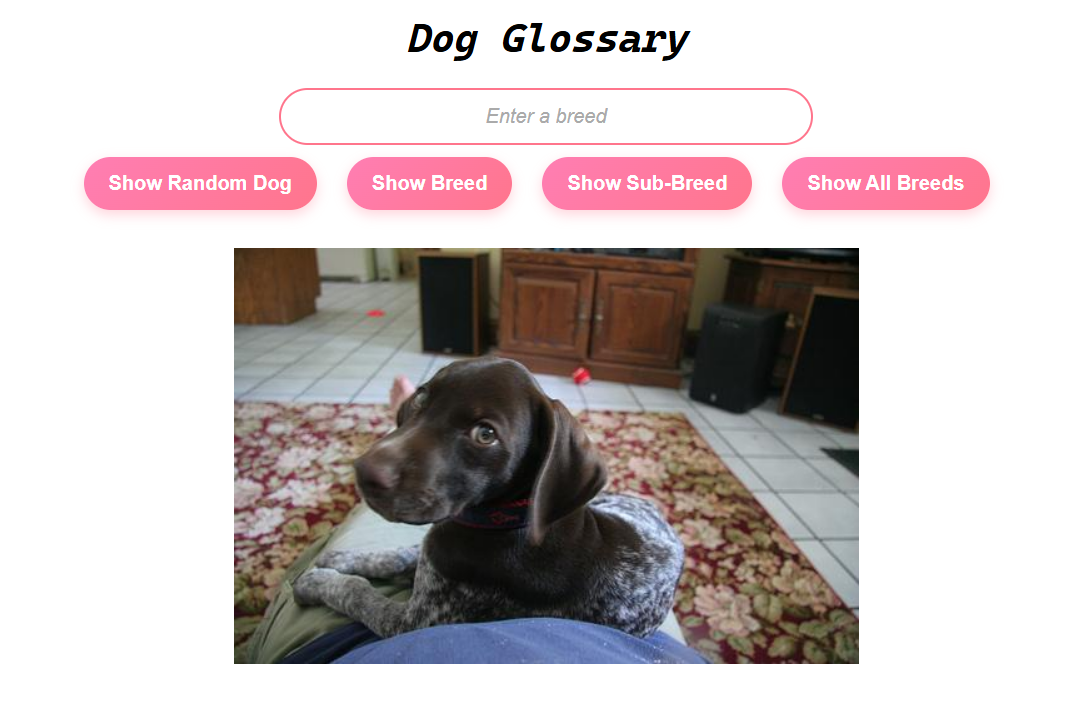 Dog Glossary
Enter a breed
Show Random Dog
Show Breed
Show Sub-Breed
Show All Breeds